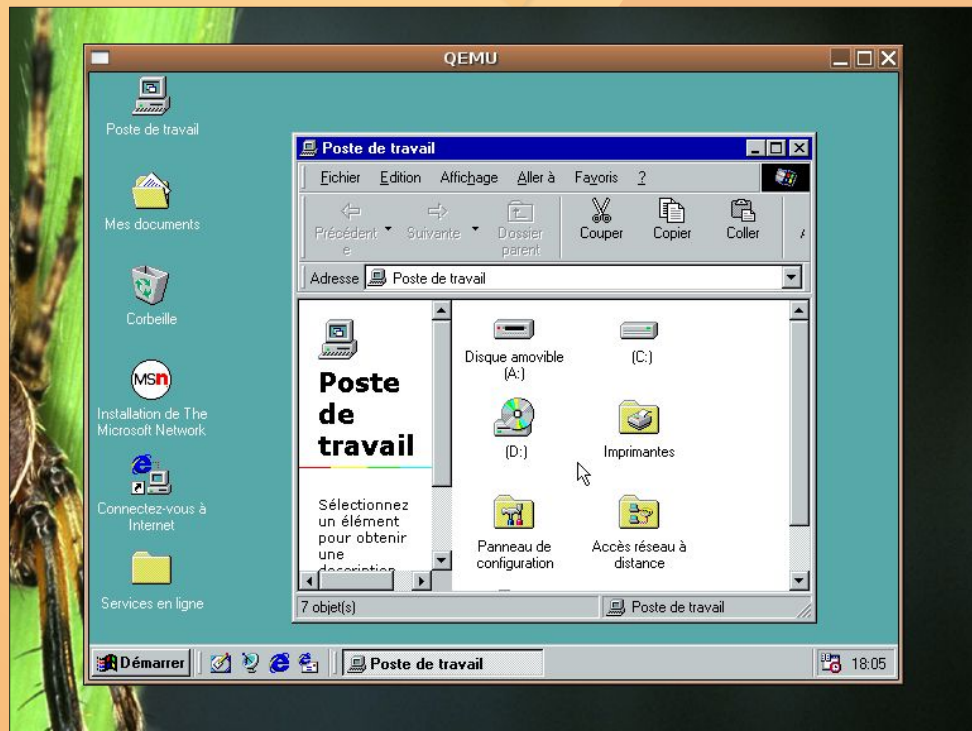 QEMU
Poste de travail
Mes documents
Corbeille
MSn
Installation de The
Microsoft Network
Connectez-vous à
Internet
Services en ligne
Poste de travail
Fichier Edition Affichage Aller à Favoris ?
Précédent
e
Suivante
Dossier
parent
Couper Copier Coller
Adresse Poste de travail
Poste
de
travail
Sélectionnez
un élément
pour obtenir
une
Disque amovible
(A:)
(C:)
(D:)
Imprimantes
Panneau de
configuration
Accès réseau à
distance
7 objet(s)
Poste de travail
Démarrer
Poste de travail
18:05